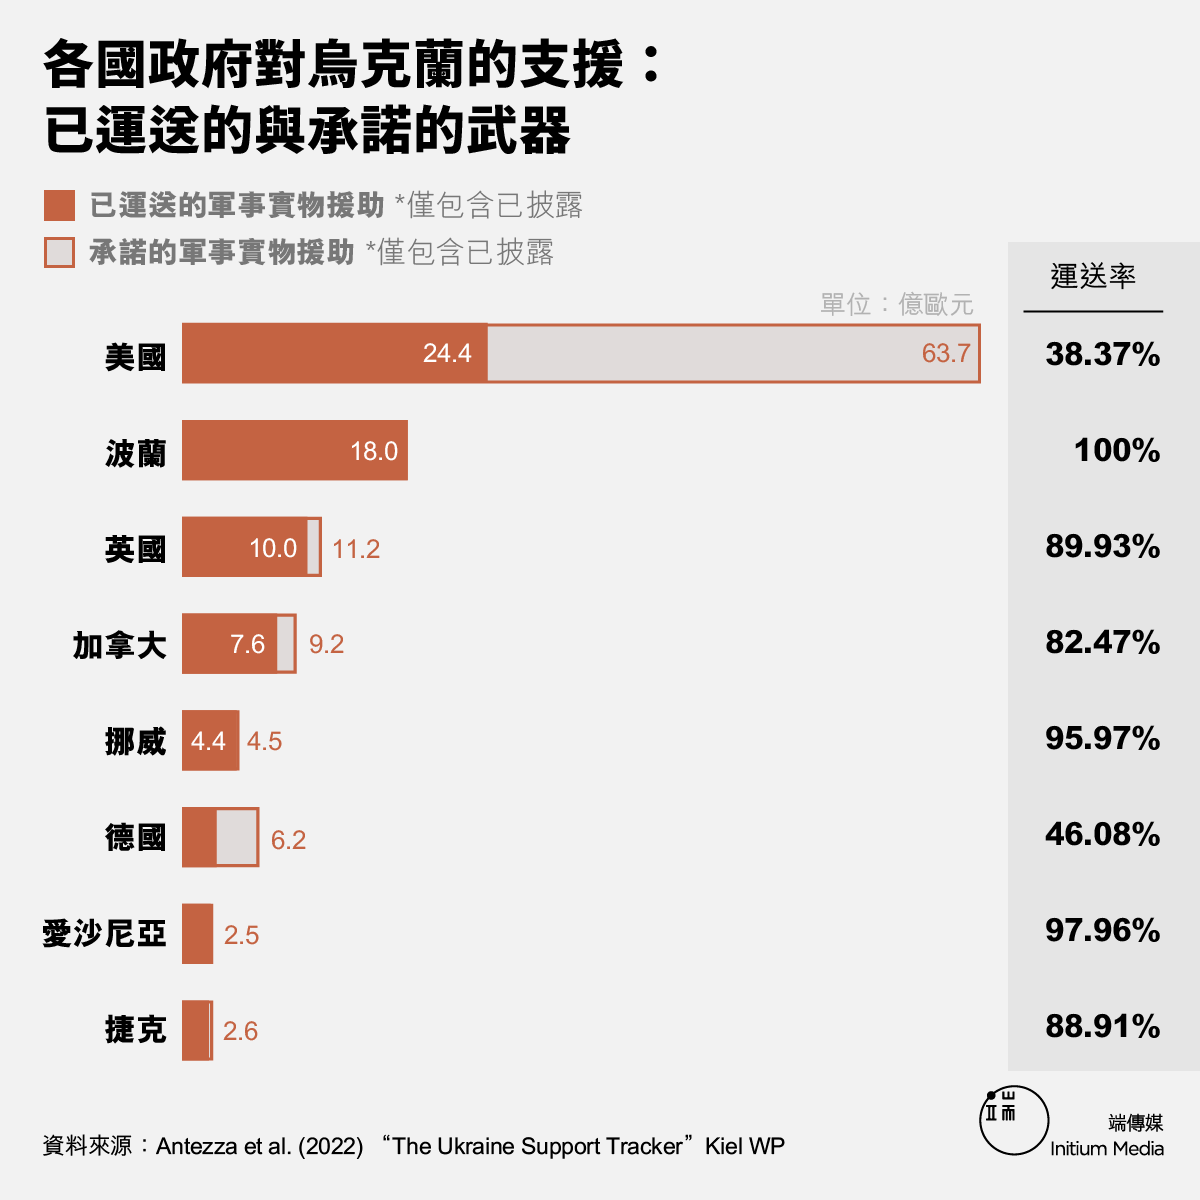 各國政府對烏克蘭的支援：
已運送的與承諾的武器
已運送的軍事實物援助 *僅包含已披露
承諾的軍事實物援助 *僅包含已披露
單位：億歐元
運送率
美國 24.4 63.7 38.37%
波蘭 18.0 100%
英國 10.0 11.2 89.93%
加拿大 7.6 9.2 82.47%
挪威 4.4 4.5 95.97%
德國 6.2 46.08%
愛沙尼亞 2.5 97.96%
捷克 2.6 88.91%
資料來源：Antezza et al. (2022) “The Ukraine Support Tracker” Kiel WP
端
端傳媒
Initium Media